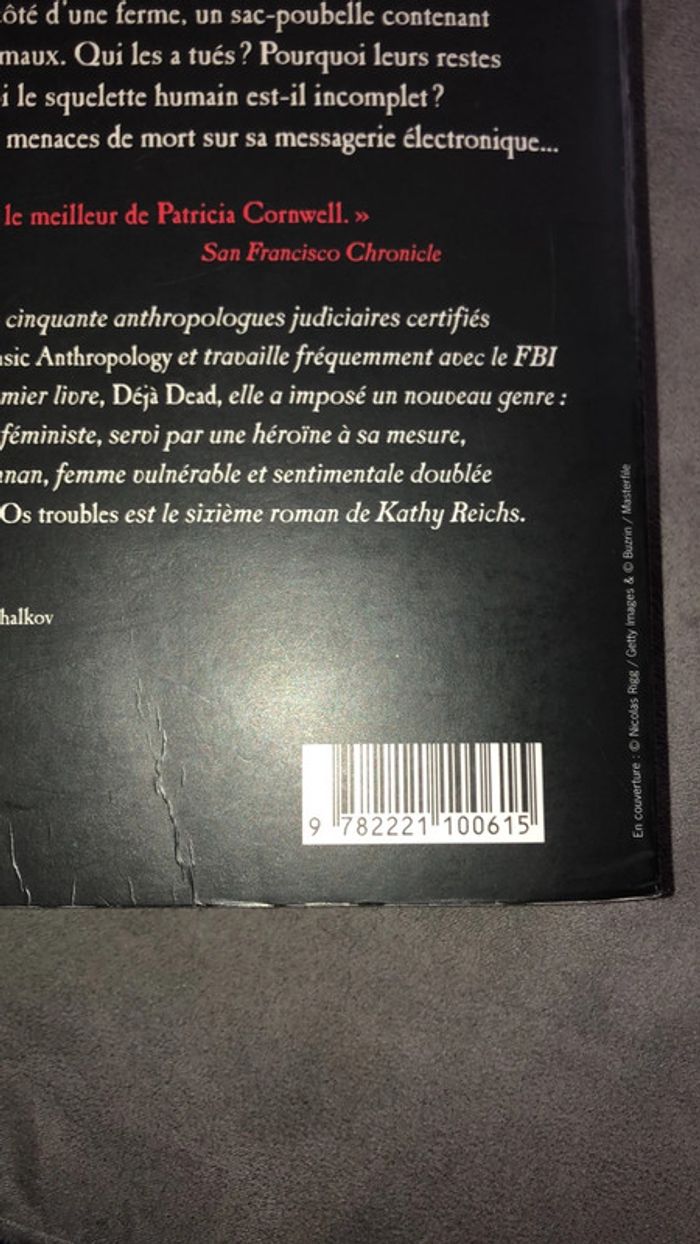 ôté d'une ferme, un sac-poubelle contenant
maux. Qui les a tués ? Pourquoi leurs restes
i le squelette humain est-il incomplet ?
menaces de mort sur sa messagerie électronique...
le meilleur de Patricia Cornwell. »
San Francisco Chronicle
cinquante anthropologues judiciaires certifiés
nsic Anthropology et travaille fréquemment avec le FBI
mier livre, Déjà Dead, elle a imposé un nouveau genre :
féministe, servi par une héroïne à sa mesure,
nnan, femme vulnérable et sentimentale doublée
Os troubles est le sixième roman de Kathy Reichs.
halkov
9 782221 100615
En couverture : © Nicolas Rigg / Getty Images & © Buzrin / Masterfile